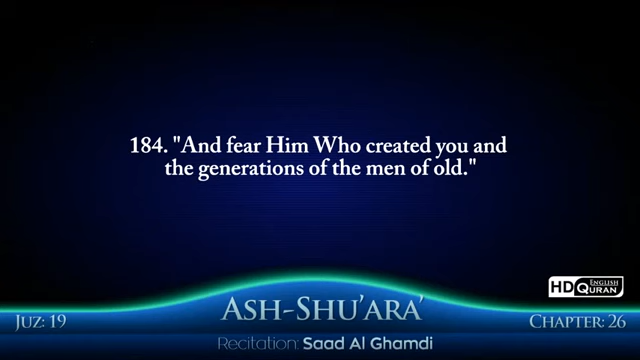 184. "And fear Him Who created you and
the generations of the men of old."
HD ENGLISH QURAN
ASH-SHU'ARA'
JUZ: 19
CHAPTER: 26
Recitation: Saad Al Ghamdi